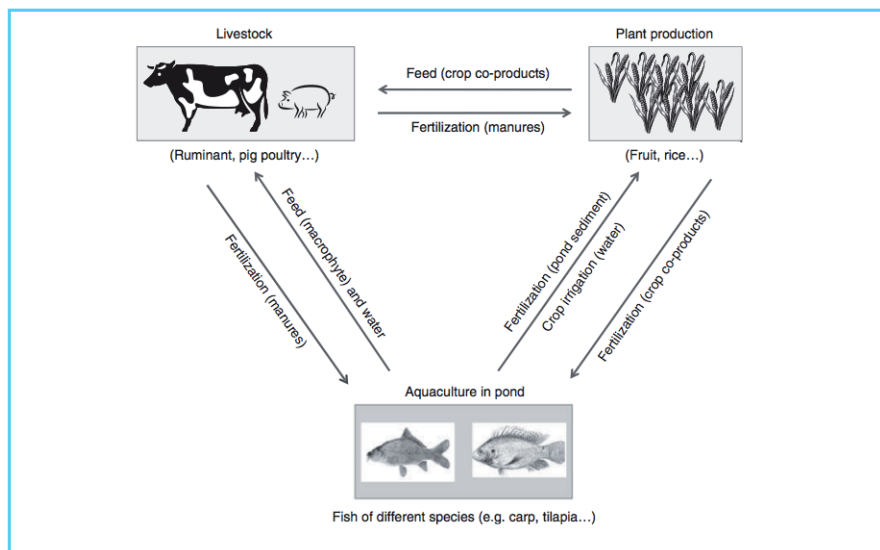 Livestock
Plant production
Feed (crop co-products)
Fertilization (manures)
(Ruminant, pig poultry…)
(Fruit, rice…)
Fertilization
(manures)
Feed
(macrophyte) and
water
Fertilization (pond sediment)
Crop irrigation (water)
Fertilization (crop co-products)
Aquaculture in pond
Fish of different species (e.g. carp, tilapia…)